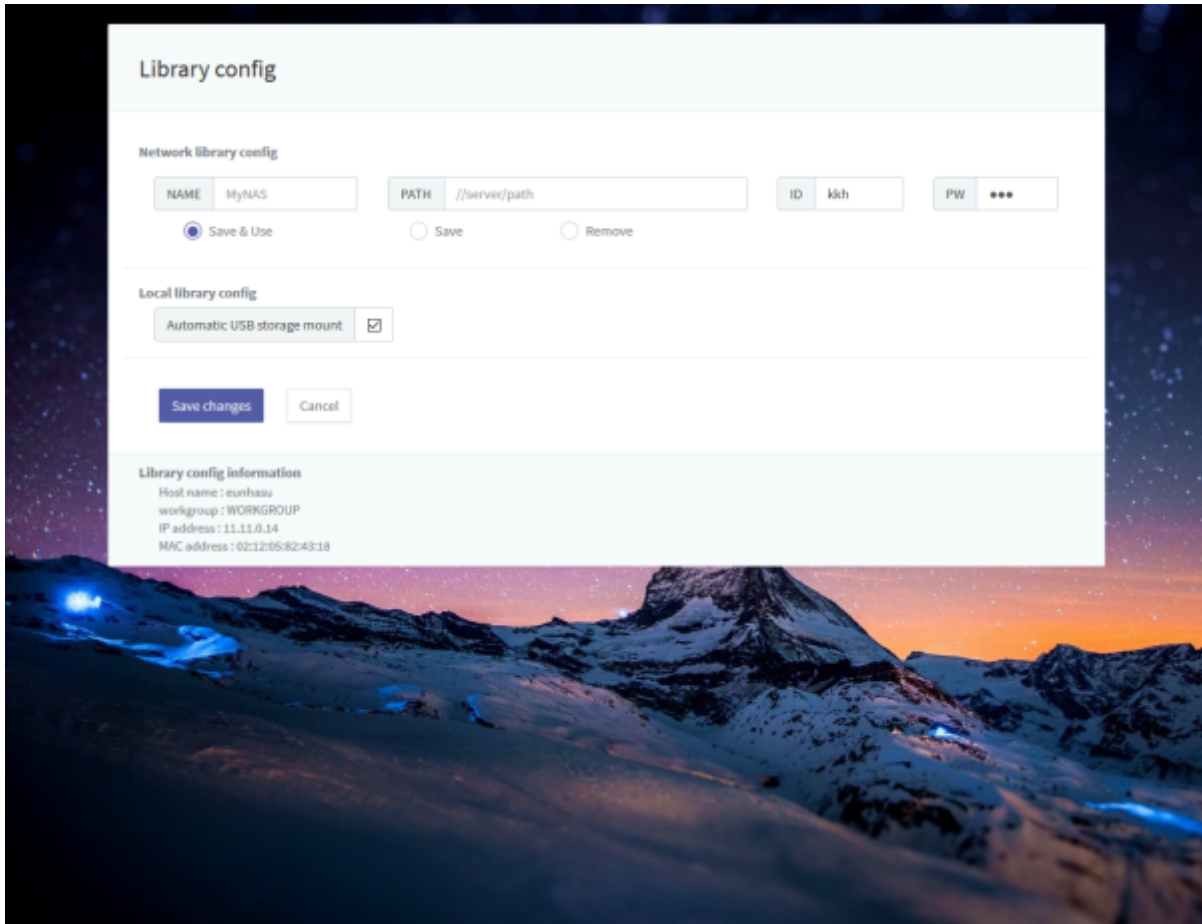 Library config
Network library config
NAME MyNAS PATH //server/path ID kkh PW •••
Save & Use Save Remove
Local library config
Automatic USB storage mount
Save changes Cancel
Library config information
Host name : eunhasu
workgroup : WORKGROUP
IP address : 11.11.0.14
MAC address : 02:12:05:82:43:18